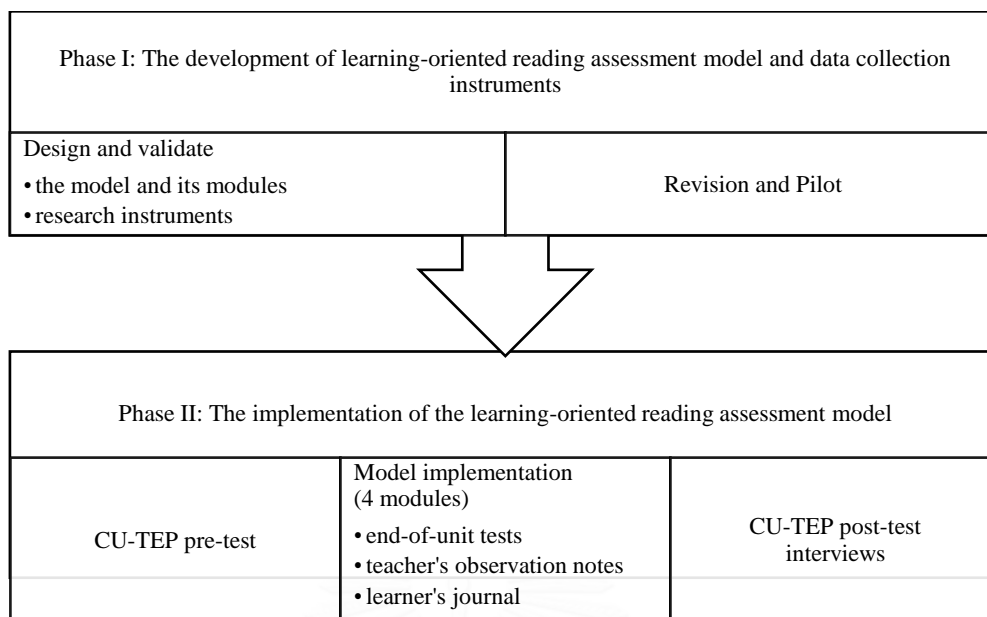 Phase I: The development of learning-oriented reading assessment model and data collection
instruments
Design and validate
• the model and its modules
• research instruments
Revision and Pilot
Phase II: The implementation of the learning-oriented reading assessment model
CU-TEP pre-test
Model implementation
(4 modules)
• end-of-unit tests
• teacher's observation notes
• learner's journal
CU-TEP post-test
interviews